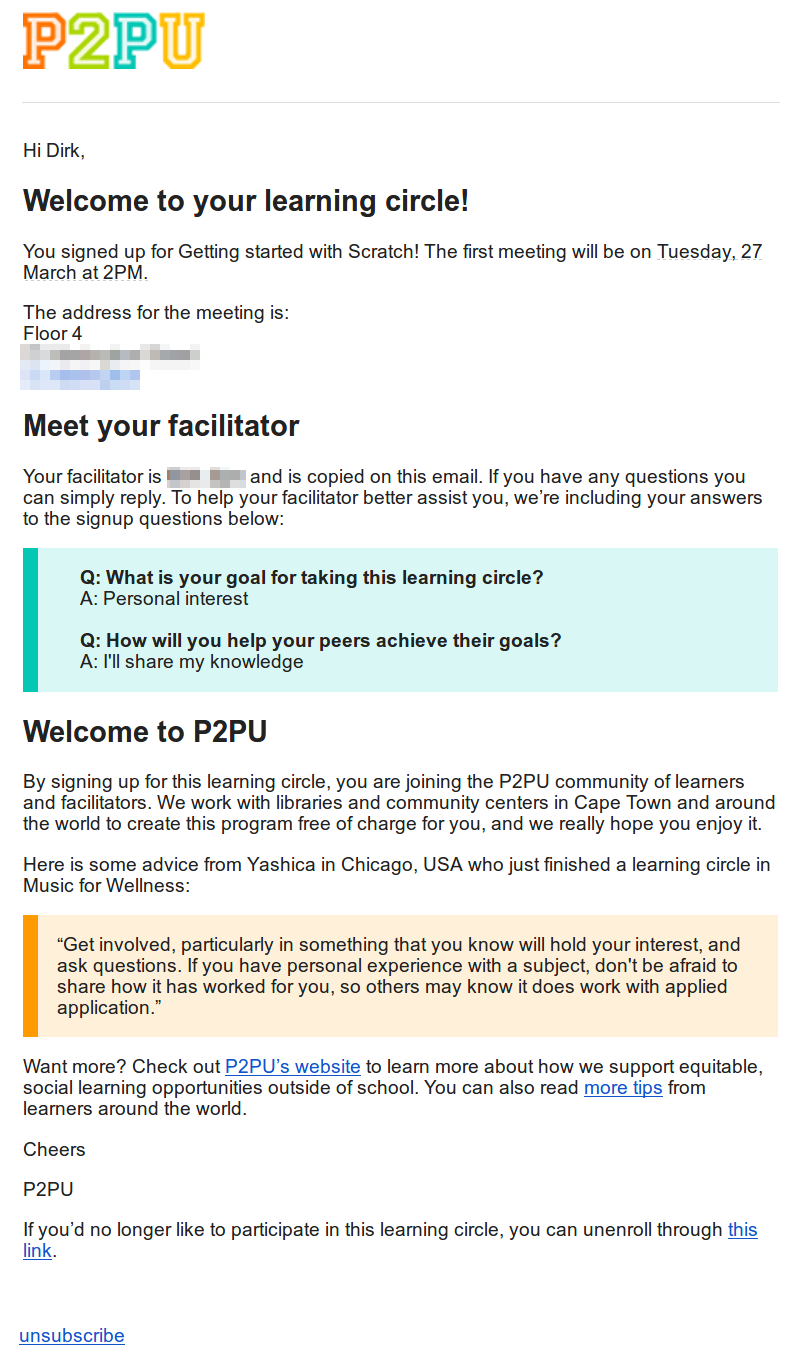 P2PU
Hi Dirk,
Welcome to your learning circle!
You signed up for Getting started with Scratch! The first meeting will be on Tuesday, 27
March at 2PM.
The address for the meeting is:
Floor 4
Meet your facilitator
Your facilitator is and is copied on this email. If you have any questions you
can simply reply. To help your facilitator better assist you, we’re including your answers
to the signup questions below:
Q: What is your goal for taking this learning circle?
A: Personal interest
Q: How will you help your peers achieve their goals?
A: I'll share my knowledge
Welcome to P2PU
By signing up for this learning circle, you are joining the P2PU community of learners
and facilitators. We work with libraries and community centers in Cape Town and around
the world to create this program free of charge for you, and we really hope you enjoy it.
Here is some advice from Yashica in Chicago, USA who just finished a learning circle in
Music for Wellness:
“Get involved, particularly in something that you know will hold your interest, and
ask questions. If you have personal experience with a subject, don't be afraid to
share how it has worked for you, so others may know it does work with applied
application.”
Want more? Check out P2PU’s website to learn more about how we support equitable,
social learning opportunities outside of school. You can also read more tips from
learners around the world.
Cheers
P2PU
If you’d no longer like to participate in this learning circle, you can unenroll through this
link.
unsubscribe